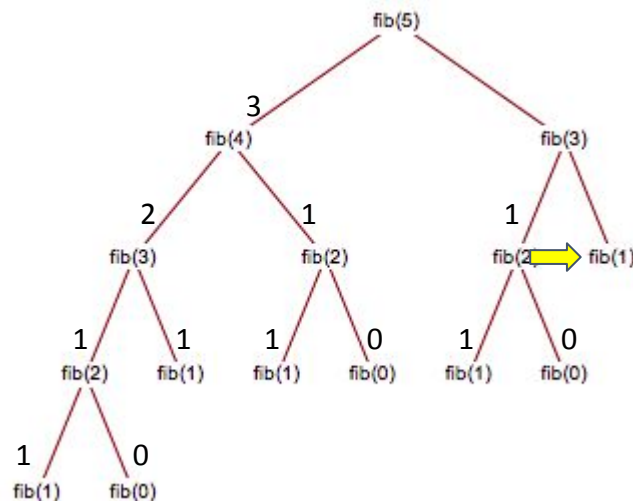 fib(5)
3
fib(4) fib(3)
2 1 1
fib(3) fib(2) fib(2) fib(1)
1 1 1 0 1 0
fib(2) fib(1) fib(1) fib(0) fib(1) fib(0)
1 0
fib(1) fib(0)